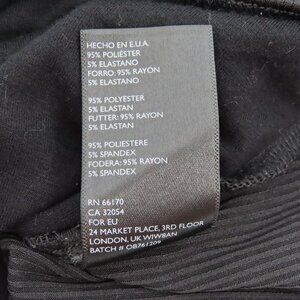 HECHO EN E.U.A.
95% POLIÉSTER
5% ELASTANO
FORRO: 95% RAYON
5% ELASTANO
95% POLYESTER
5% ELASTAN
FUTTER: 95% RAYON
5% ELASTAN
95% POLIESTERE
5% SPANDEX
FODERA: 95% RAYON
5% SPANDEX
RN 66170
CA 32054
FOR EU
24 MARKET PLACE, 3RD FLOOR
LONDON, UK W1W8AN
BATCH # OB761209